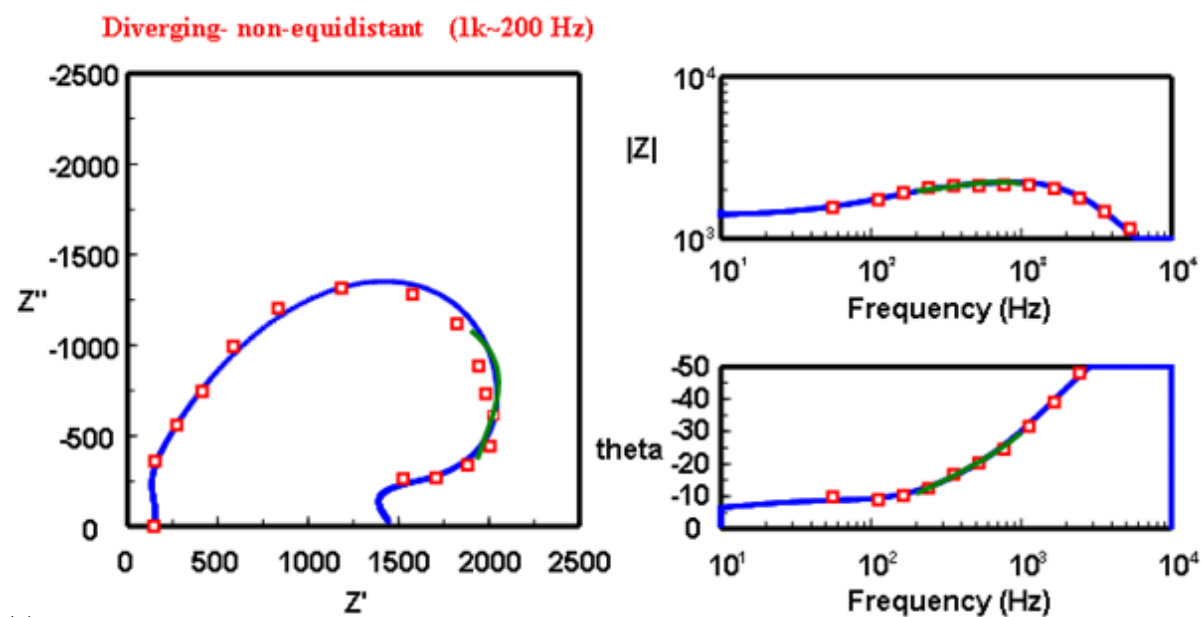 Diverging- non-equidistant (1k~200 Hz)
-2500
-2000
-1500
-1000
-500
0
Z''
0 500 1000 1500 2000 2500
Z'
10⁴
|Z|
10³
10¹ 10² 10³ 10⁴
Frequency (Hz)
-50
-40
-30
-20
-10
0
theta
10¹ 10² 10³ 10⁴
Frequency (Hz)